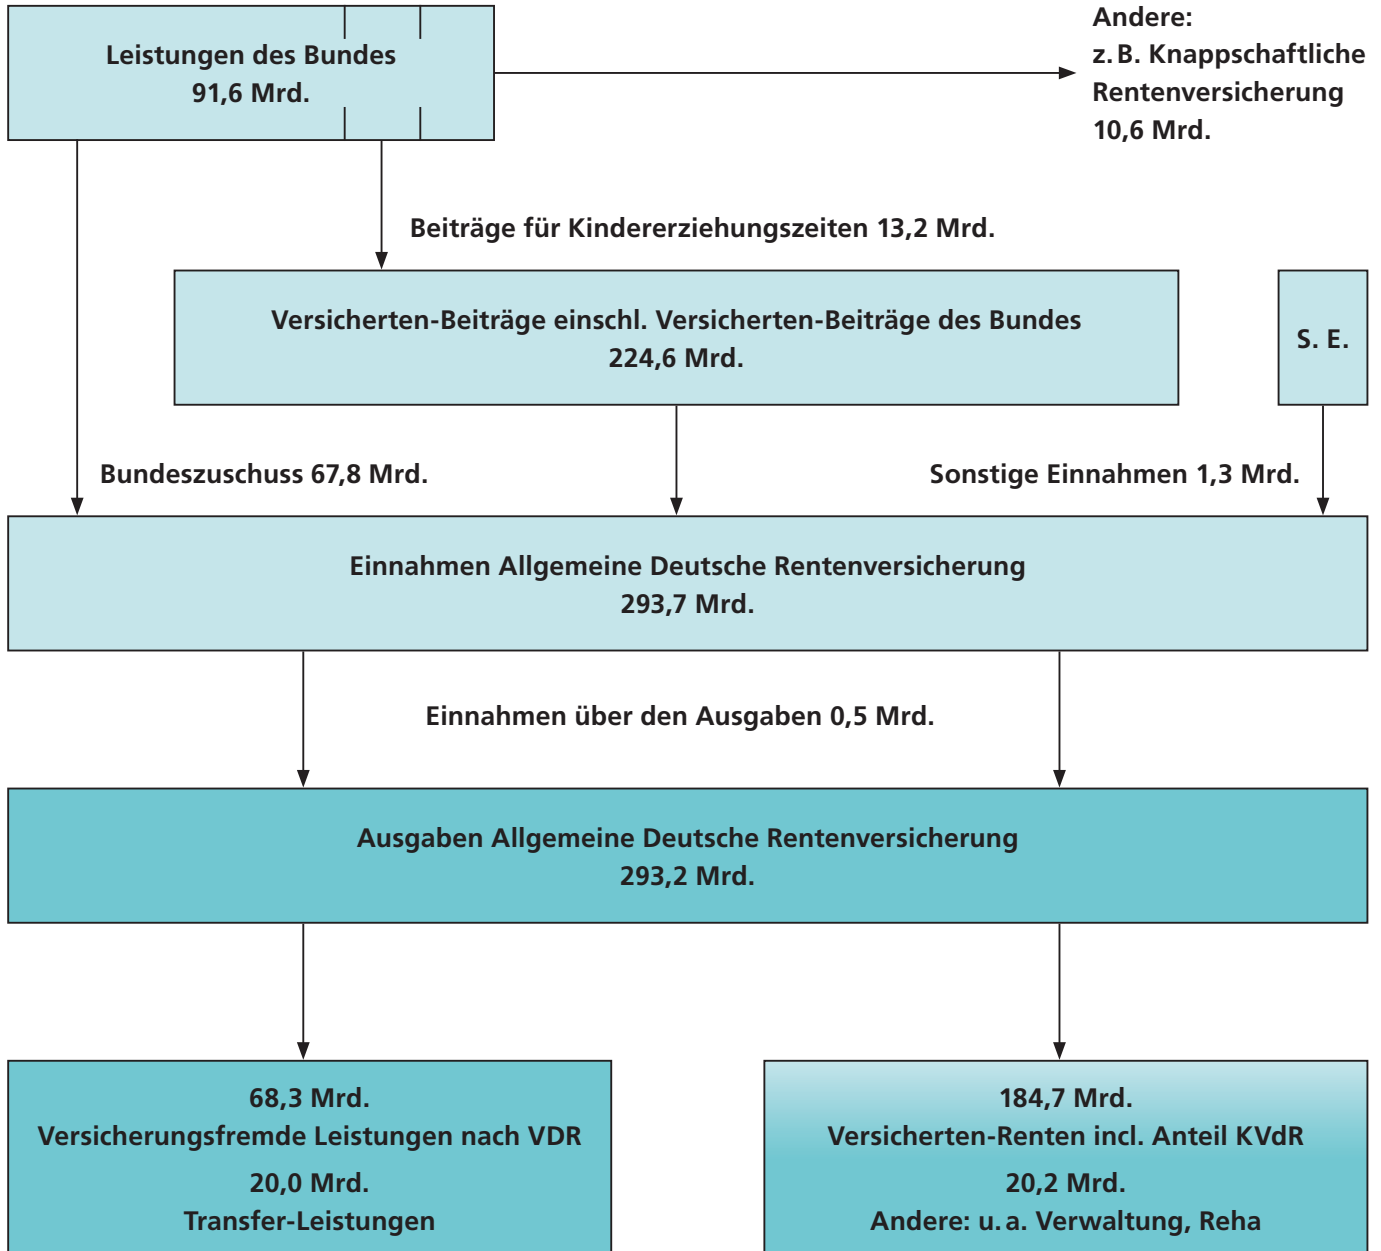 Leistungen des Bundes
91,6 Mrd.
Andere:
z. B. Knappschaftliche
Rentenversicherung
10,6 Mrd.
Beiträge für Kindererziehungszeiten 13,2 Mrd.
Versicherten-Beiträge einschl. Versicherten-Beiträge des Bundes
224,6 Mrd.
S. E.
Bundeszuschuss 67,8 Mrd.
Sonstige Einnahmen 1,3 Mrd.
Einnahmen Allgemeine Deutsche Rentenversicherung
293,7 Mrd.
Einnahmen über den Ausgaben 0,5 Mrd.
Ausgaben Allgemeine Deutsche Rentenversicherung
293,2 Mrd.
68,3 Mrd.
Versicherungsfremde Leistungen nach VDR
20,0 Mrd.
Transfer-Leistungen
184,7 Mrd.
Versicherten-Renten incl. Anteil KVdR
20,2 Mrd.
Andere: u. a. Verwaltung, Reha